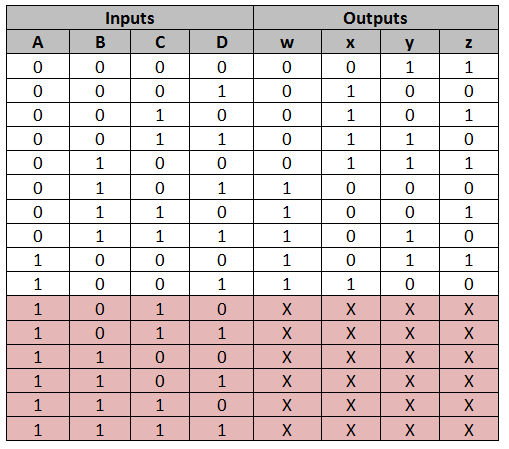 Inputs Outputs
A B C D w x y z
0 0 0 0 0 0 1 1
0 0 0 1 0 1 0 0
0 0 1 0 0 1 0 1
0 0 1 1 0 1 1 0
0 1 0 0 0 1 1 1
0 1 0 1 1 0 0 0
0 1 1 0 1 0 0 1
0 1 1 1 1 0 1 0
1 0 0 0 1 0 1 1
1 0 0 1 1 1 0 0
1 0 1 0 X X X X
1 0 1 1 X X X X
1 1 0 0 X X X X
1 1 0 1 X X X X
1 1 1 0 X X X X
1 1 1 1 X X X X